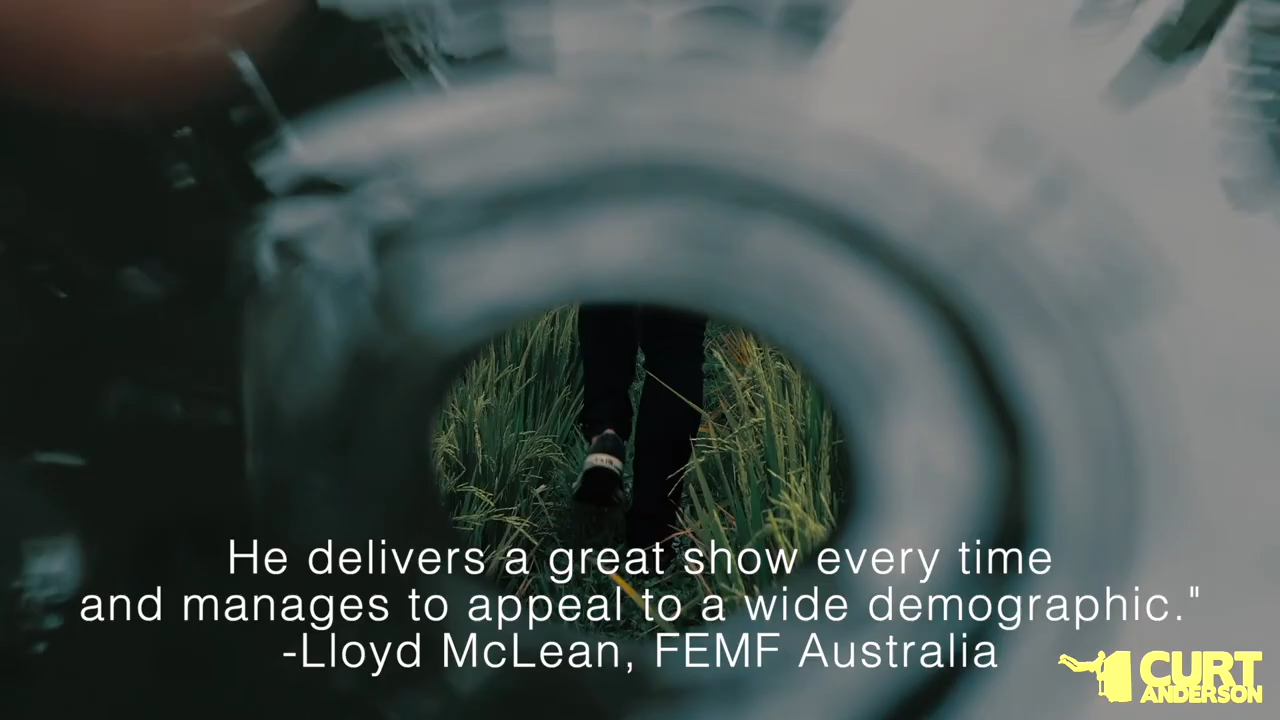 He delivers a great show every time
and manages to appeal to a wide demographic."
-Lloyd McLean, FEMF Australia
CURT
ANDERSON